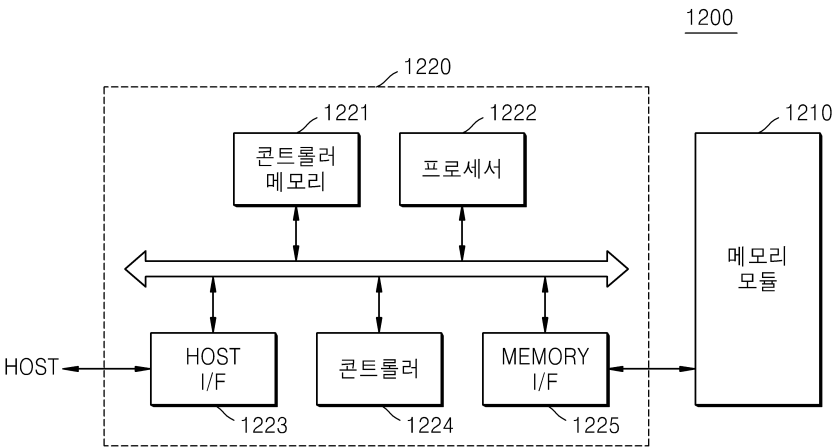 1200
1220
1221
1222
1210
콘트롤러
메모리
프로세서
메모리
모듈
HOST
HOST
I/F
콘트롤러
MEMORY
I/F
1223
1224
1225